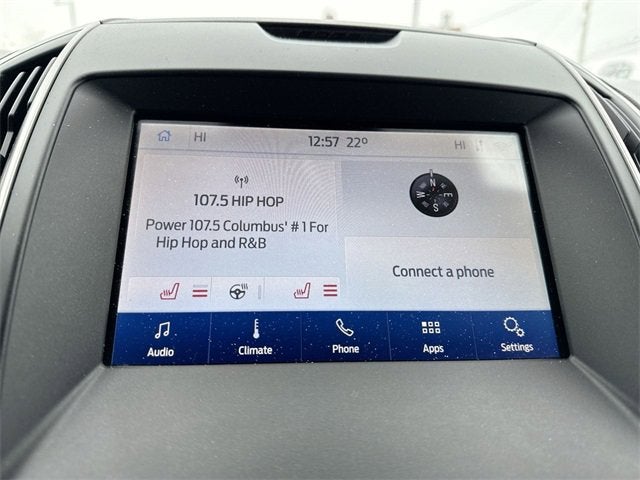 HI 12:57 22° HI
107.5 HIP HOP
Power 107.5 Columbus' #1 For
Hip Hop and R&B
N
W E
S
Connect a phone
Audio Climate Phone Apps Settings